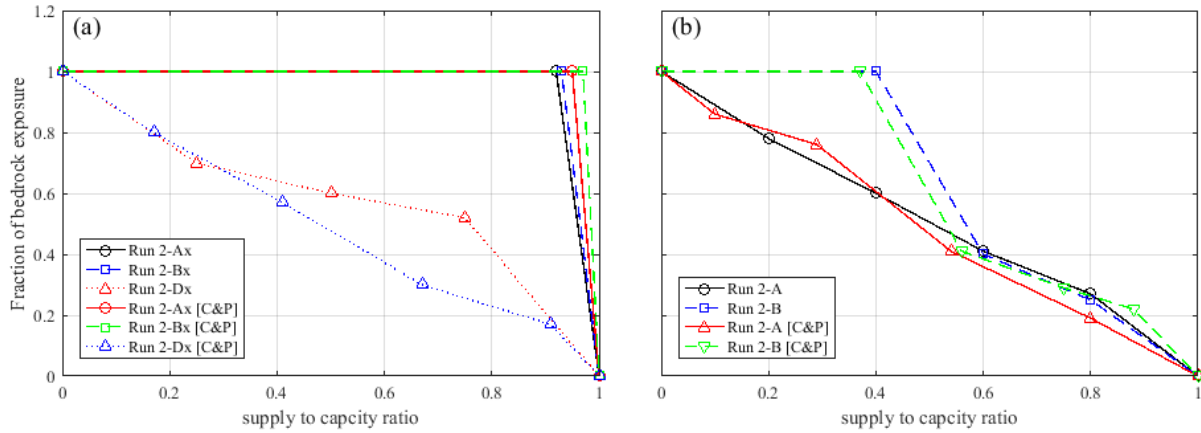 (a)
Fraction of bedrock exposure
1.2
1
0.8
0.6
0.4
0.2
0
Run 2-Ax
Run 2-Bx
Run 2-Dx
Run 2-Ax [C&P]
Run 2-Bx [C&P]
Run 2-Dx [C&P]
0 0.2 0.4 0.6 0.8 1
supply to capcity ratio
(b)
Run 2-A
Run 2-B
Run 2-A [C&P]
Run 2-B [C&P]
0 0.2 0.4 0.6 0.8 1
supply to capcity ratio